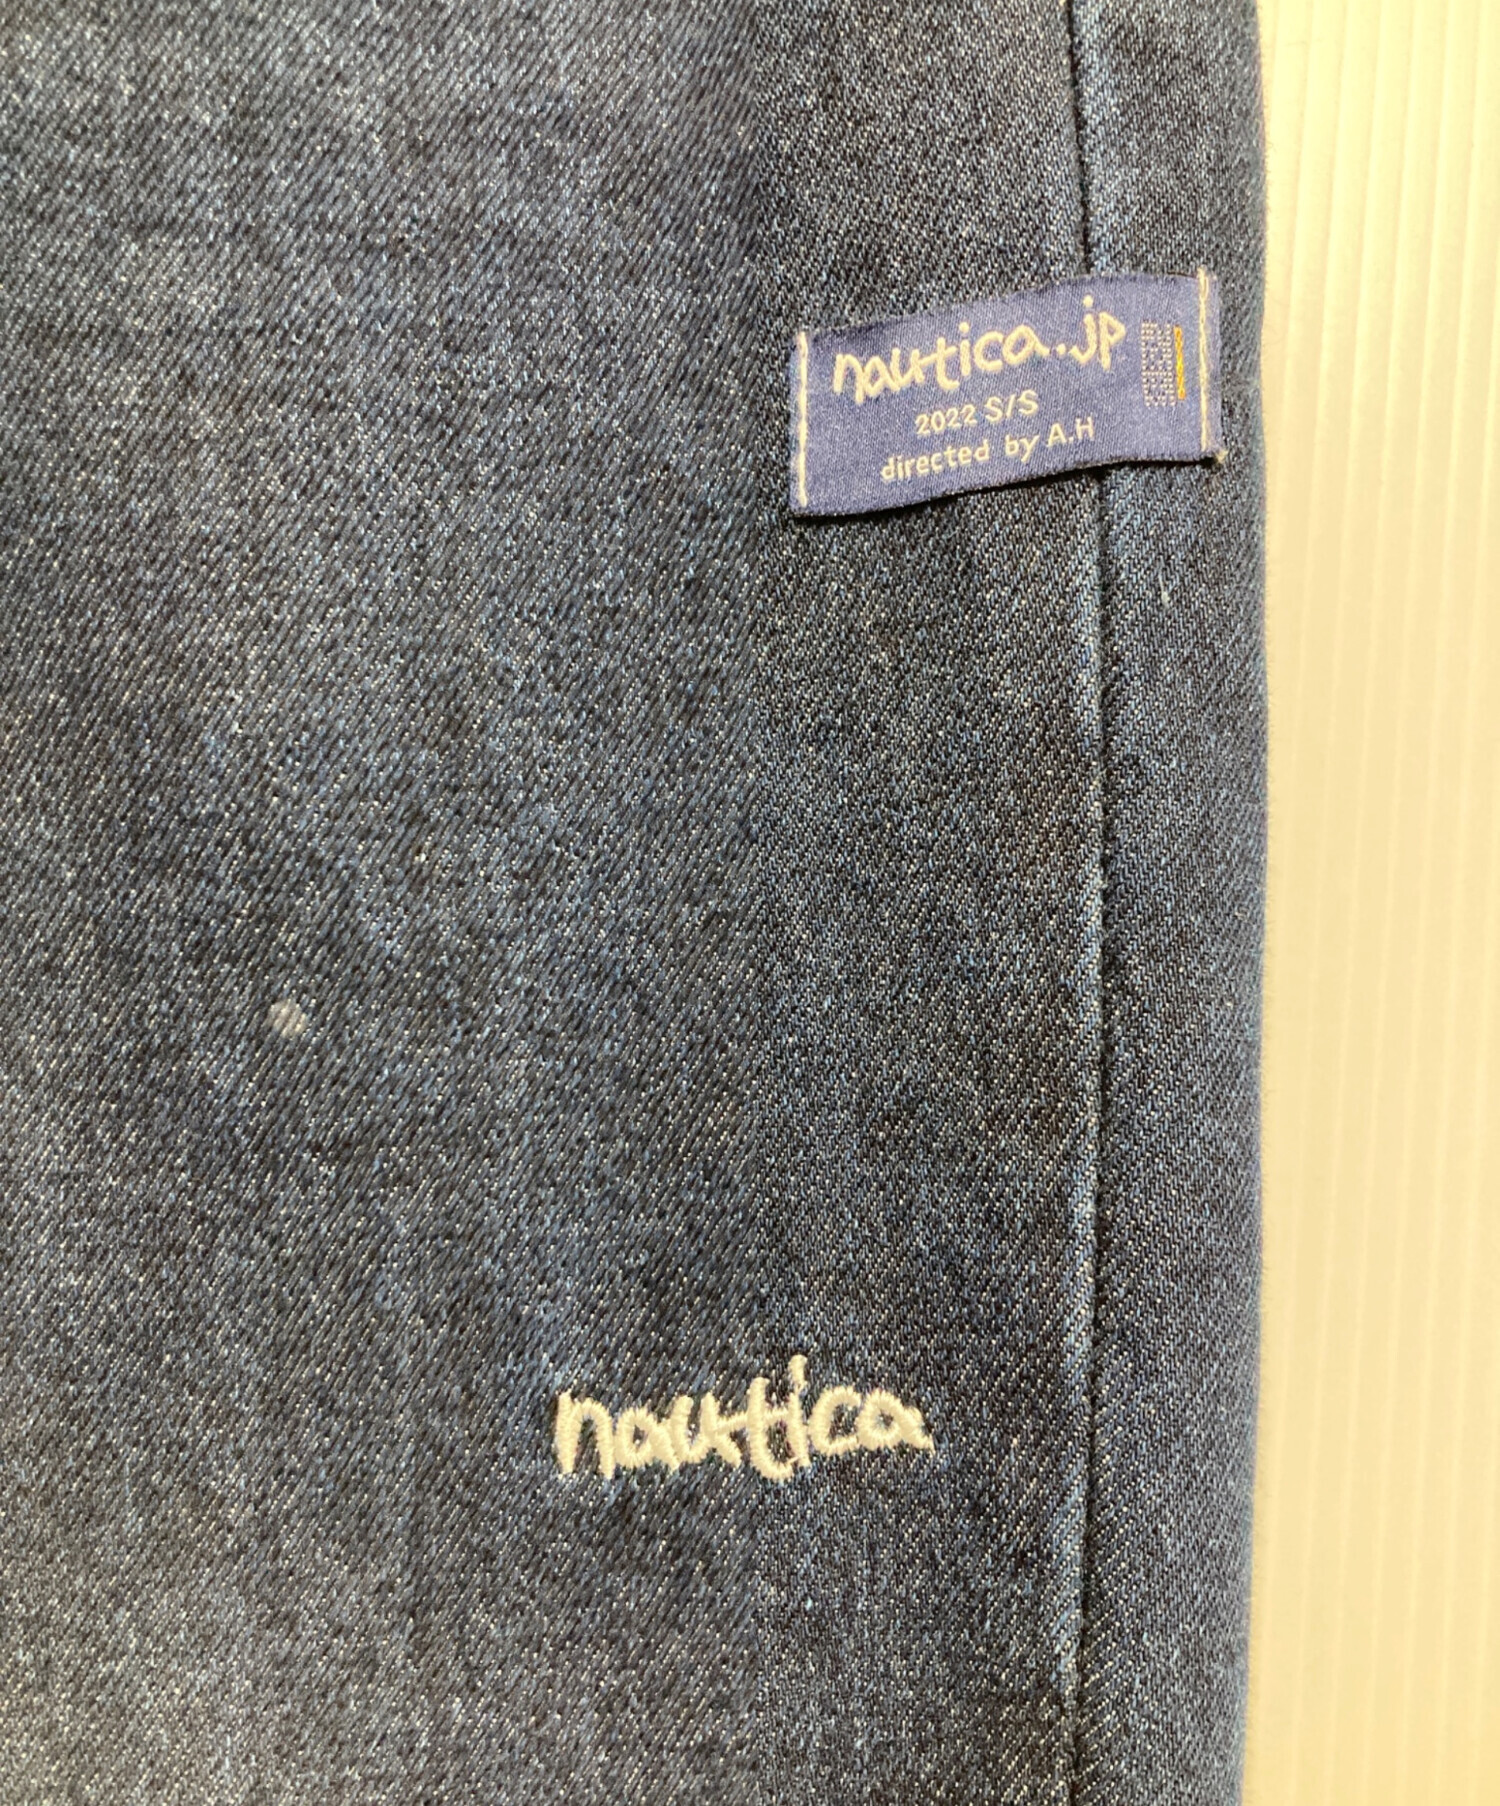 nautica.jp
2022 S/S
directed by A.H
nautica